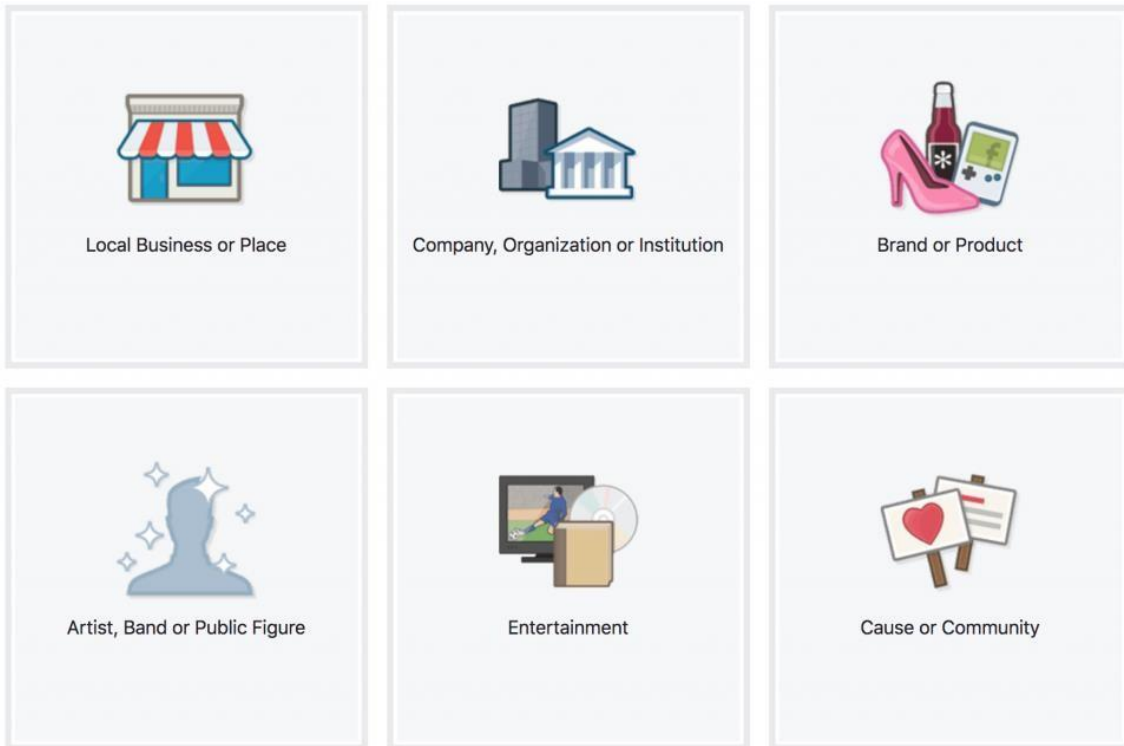 Local Business or Place
Company, Organization or Institution
Brand or Product
Artist, Band or Public Figure
Entertainment
Cause or Community